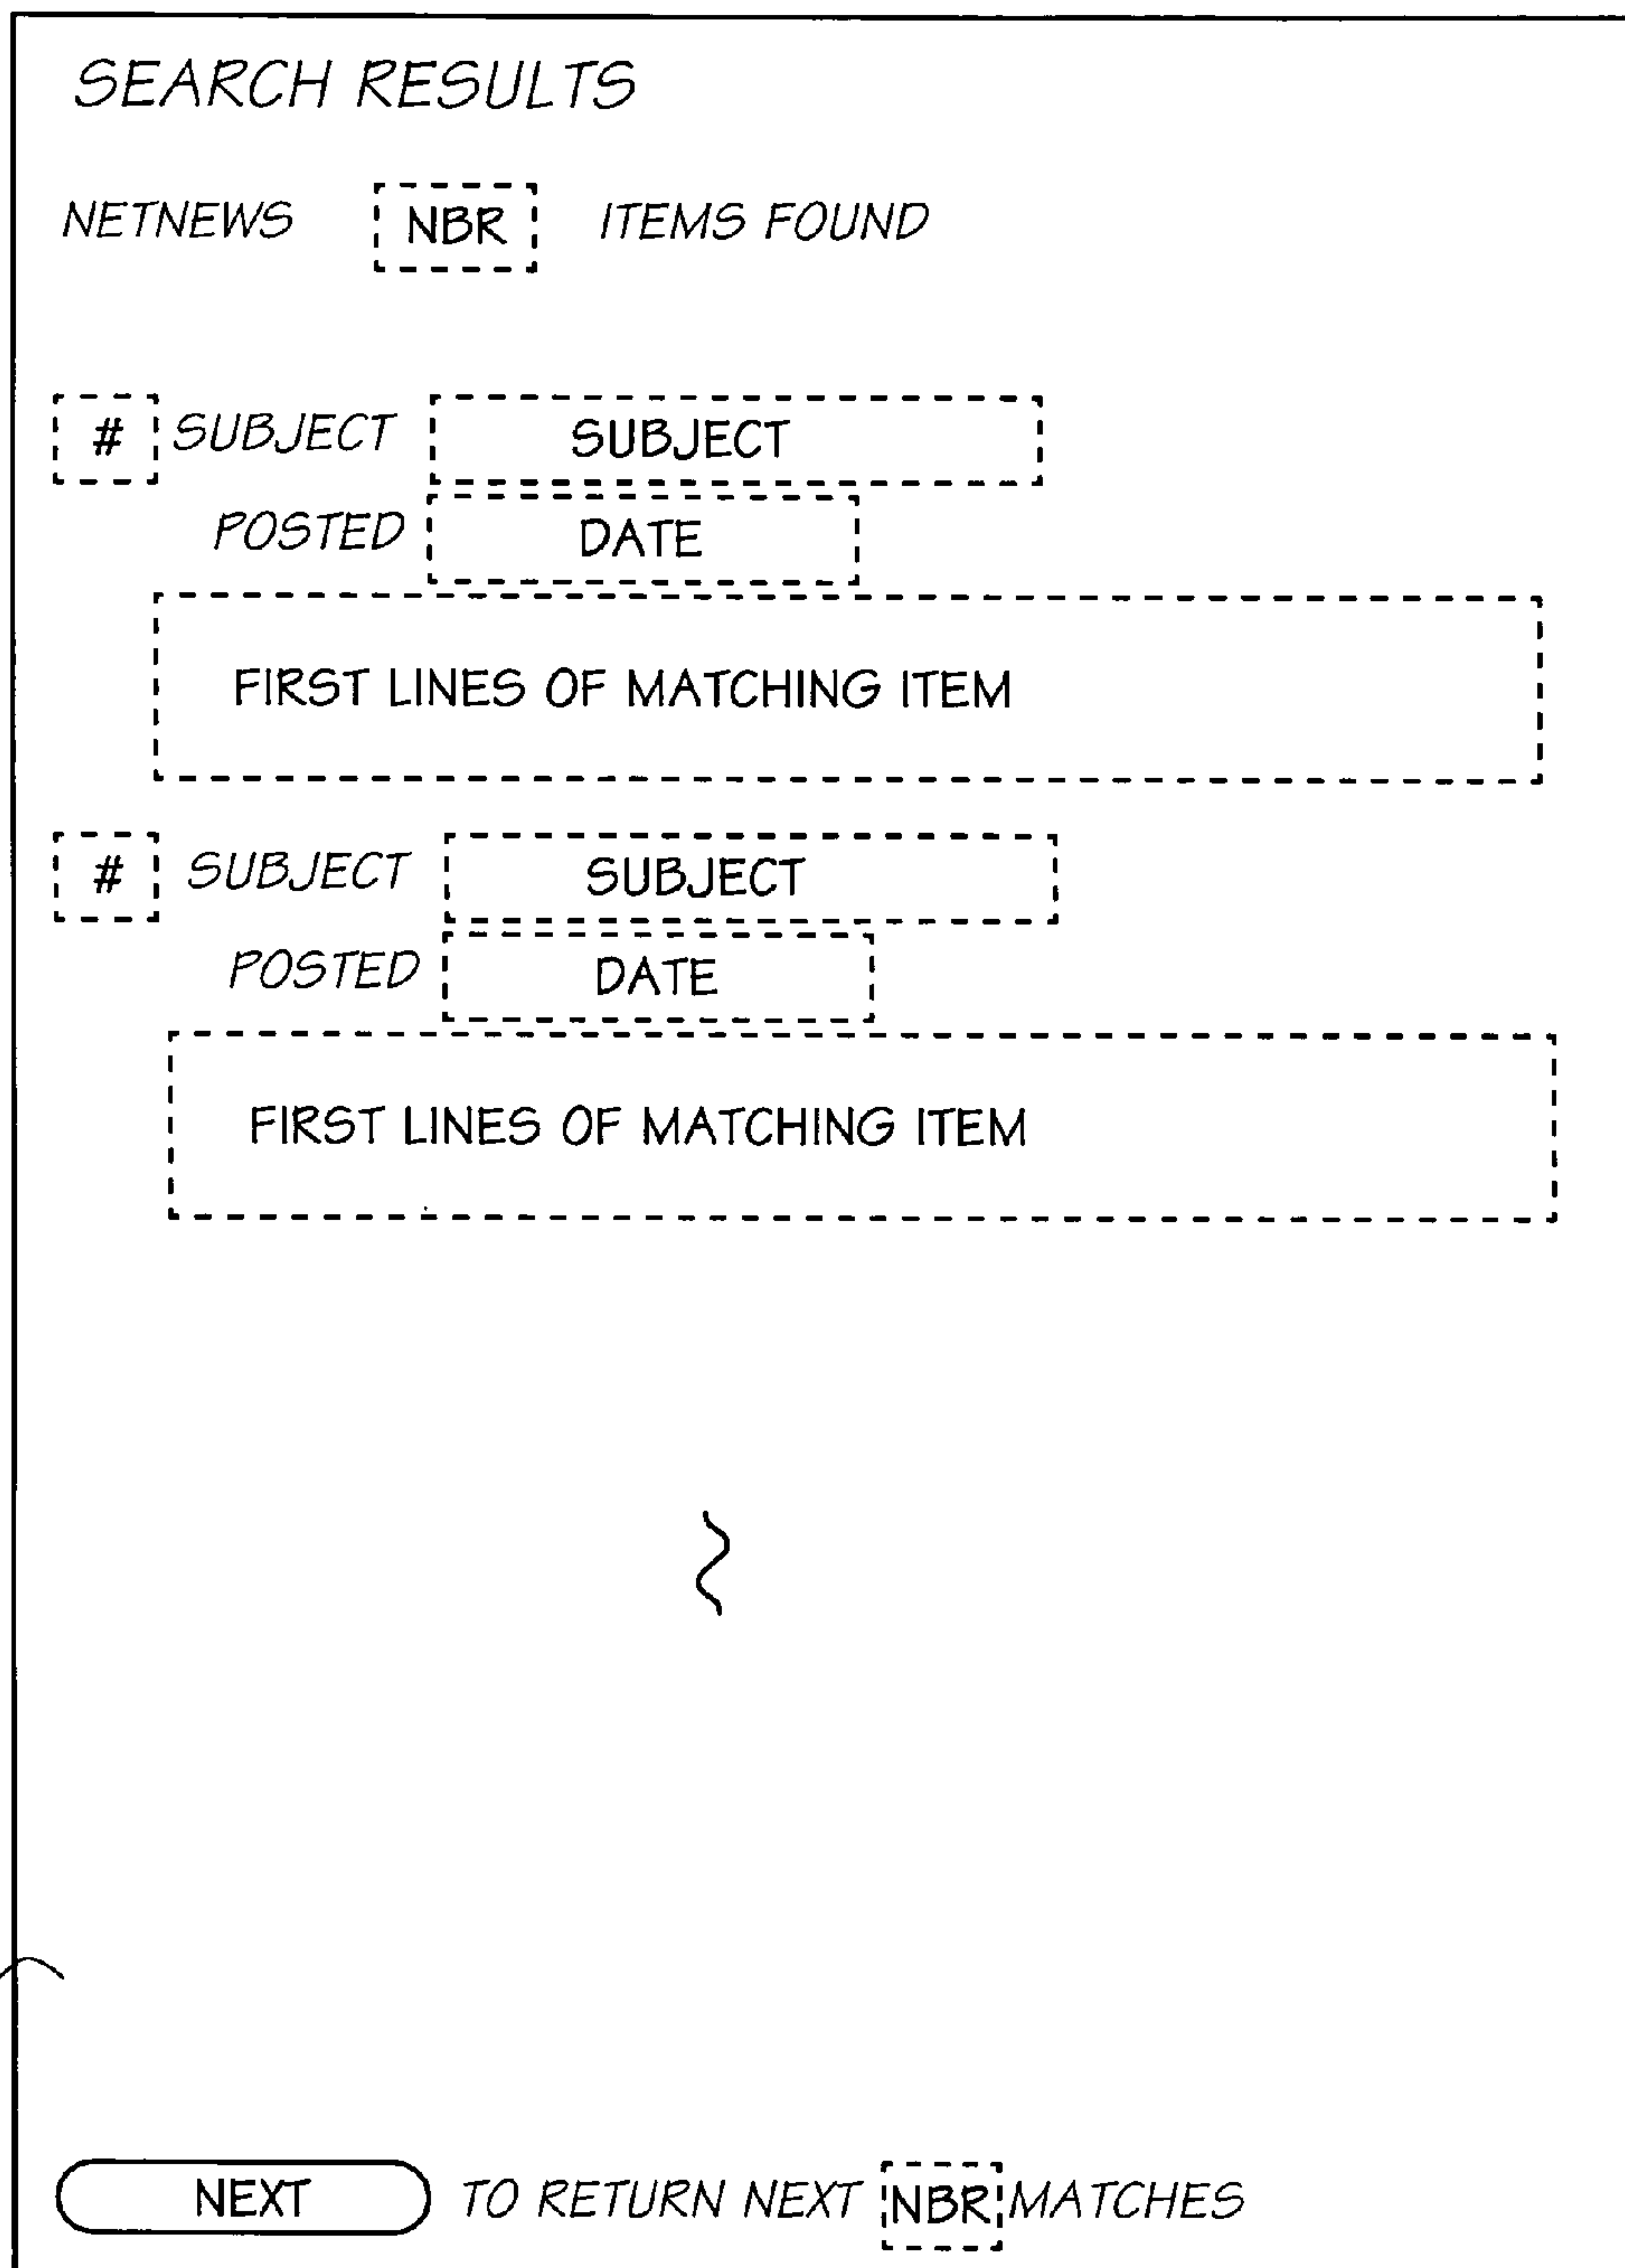 SEARCH RESULTS
NETNEWS NBR ITEMS FOUND
# SUBJECT SUBJECT
POSTED DATE
FIRST LINES OF MATCHING ITEM
# SUBJECT SUBJECT
POSTED DATE
FIRST LINES OF MATCHING ITEM
NEXT TO RETURN NEXT NBR MATCHES